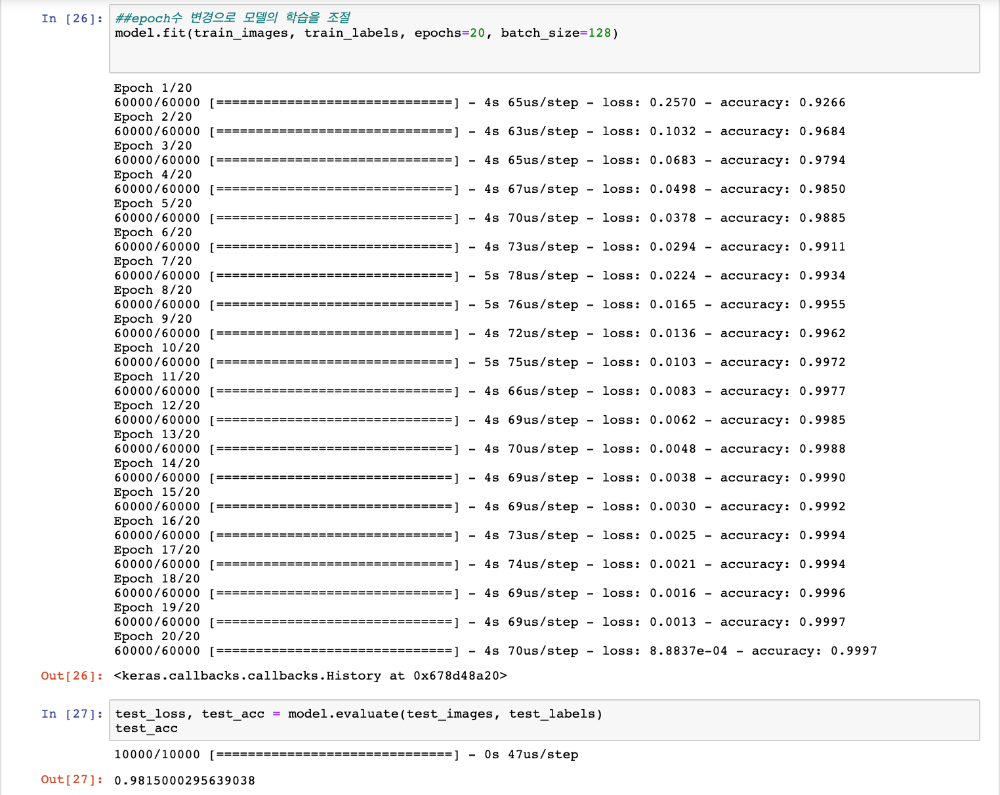 In [26]: ##epoch수 변경으로 모델의 학습을 조절
model.fit(train_images, train_labels, epochs=20, batch_size=128)
Epoch 1/20
60000/60000 [==============================] - 4s 65us/step - loss: 0.2570 - accuracy: 0.9266
Epoch 2/20
60000/60000 [==============================] - 4s 63us/step - loss: 0.1032 - accuracy: 0.9684
Epoch 3/20
60000/60000 [==============================] - 4s 65us/step - loss: 0.0683 - accuracy: 0.9794
Epoch 4/20
60000/60000 [==============================] - 4s 67us/step - loss: 0.0498 - accuracy: 0.9850
Epoch 5/20
60000/60000 [==============================] - 4s 70us/step - loss: 0.0378 - accuracy: 0.9885
Epoch 6/20
60000/60000 [==============================] - 4s 73us/step - loss: 0.0294 - accuracy: 0.9911
Epoch 7/20
60000/60000 [==============================] - 5s 78us/step - loss: 0.0224 - accuracy: 0.9934
Epoch 8/20
60000/60000 [==============================] - 5s 76us/step - loss: 0.0165 - accuracy: 0.9955
Epoch 9/20
60000/60000 [==============================] - 4s 72us/step - loss: 0.0136 - accuracy: 0.9962
Epoch 10/20
60000/60000 [==============================] - 5s 75us/step - loss: 0.0103 - accuracy: 0.9972
Epoch 11/20
60000/60000 [==============================] - 4s 66us/step - loss: 0.0083 - accuracy: 0.9977
Epoch 12/20
60000/60000 [==============================] - 4s 69us/step - loss: 0.0062 - accuracy: 0.9985
Epoch 13/20
60000/60000 [==============================] - 4s 70us/step - loss: 0.0048 - accuracy: 0.9988
Epoch 14/20
60000/60000 [==============================] - 4s 69us/step - loss: 0.0038 - accuracy: 0.9990
Epoch 15/20
60000/60000 [==============================] - 4s 69us/step - loss: 0.0030 - accuracy: 0.9992
Epoch 16/20
60000/60000 [==============================] - 4s 73us/step - loss: 0.0025 - accuracy: 0.9994
Epoch 17/20
60000/60000 [==============================] - 4s 74us/step - loss: 0.0021 - accuracy: 0.9994
Epoch 18/20
60000/60000 [==============================] - 4s 69us/step - loss: 0.0016 - accuracy: 0.9996
Epoch 19/20
60000/60000 [==============================] - 4s 69us/step - loss: 0.0013 - accuracy: 0.9997
Epoch 20/20
60000/60000 [==============================] - 4s 70us/step - loss: 8.8837e-04 - accuracy: 0.9997
Out[26]: <keras.callbacks.callbacks.History at 0x678d48a20>
In [27]: test_loss, test_acc = model.evaluate(test_images, test_labels)
test_acc
10000/10000 [==============================] - 0s 47us/step
Out[27]: 0.9815000295639038